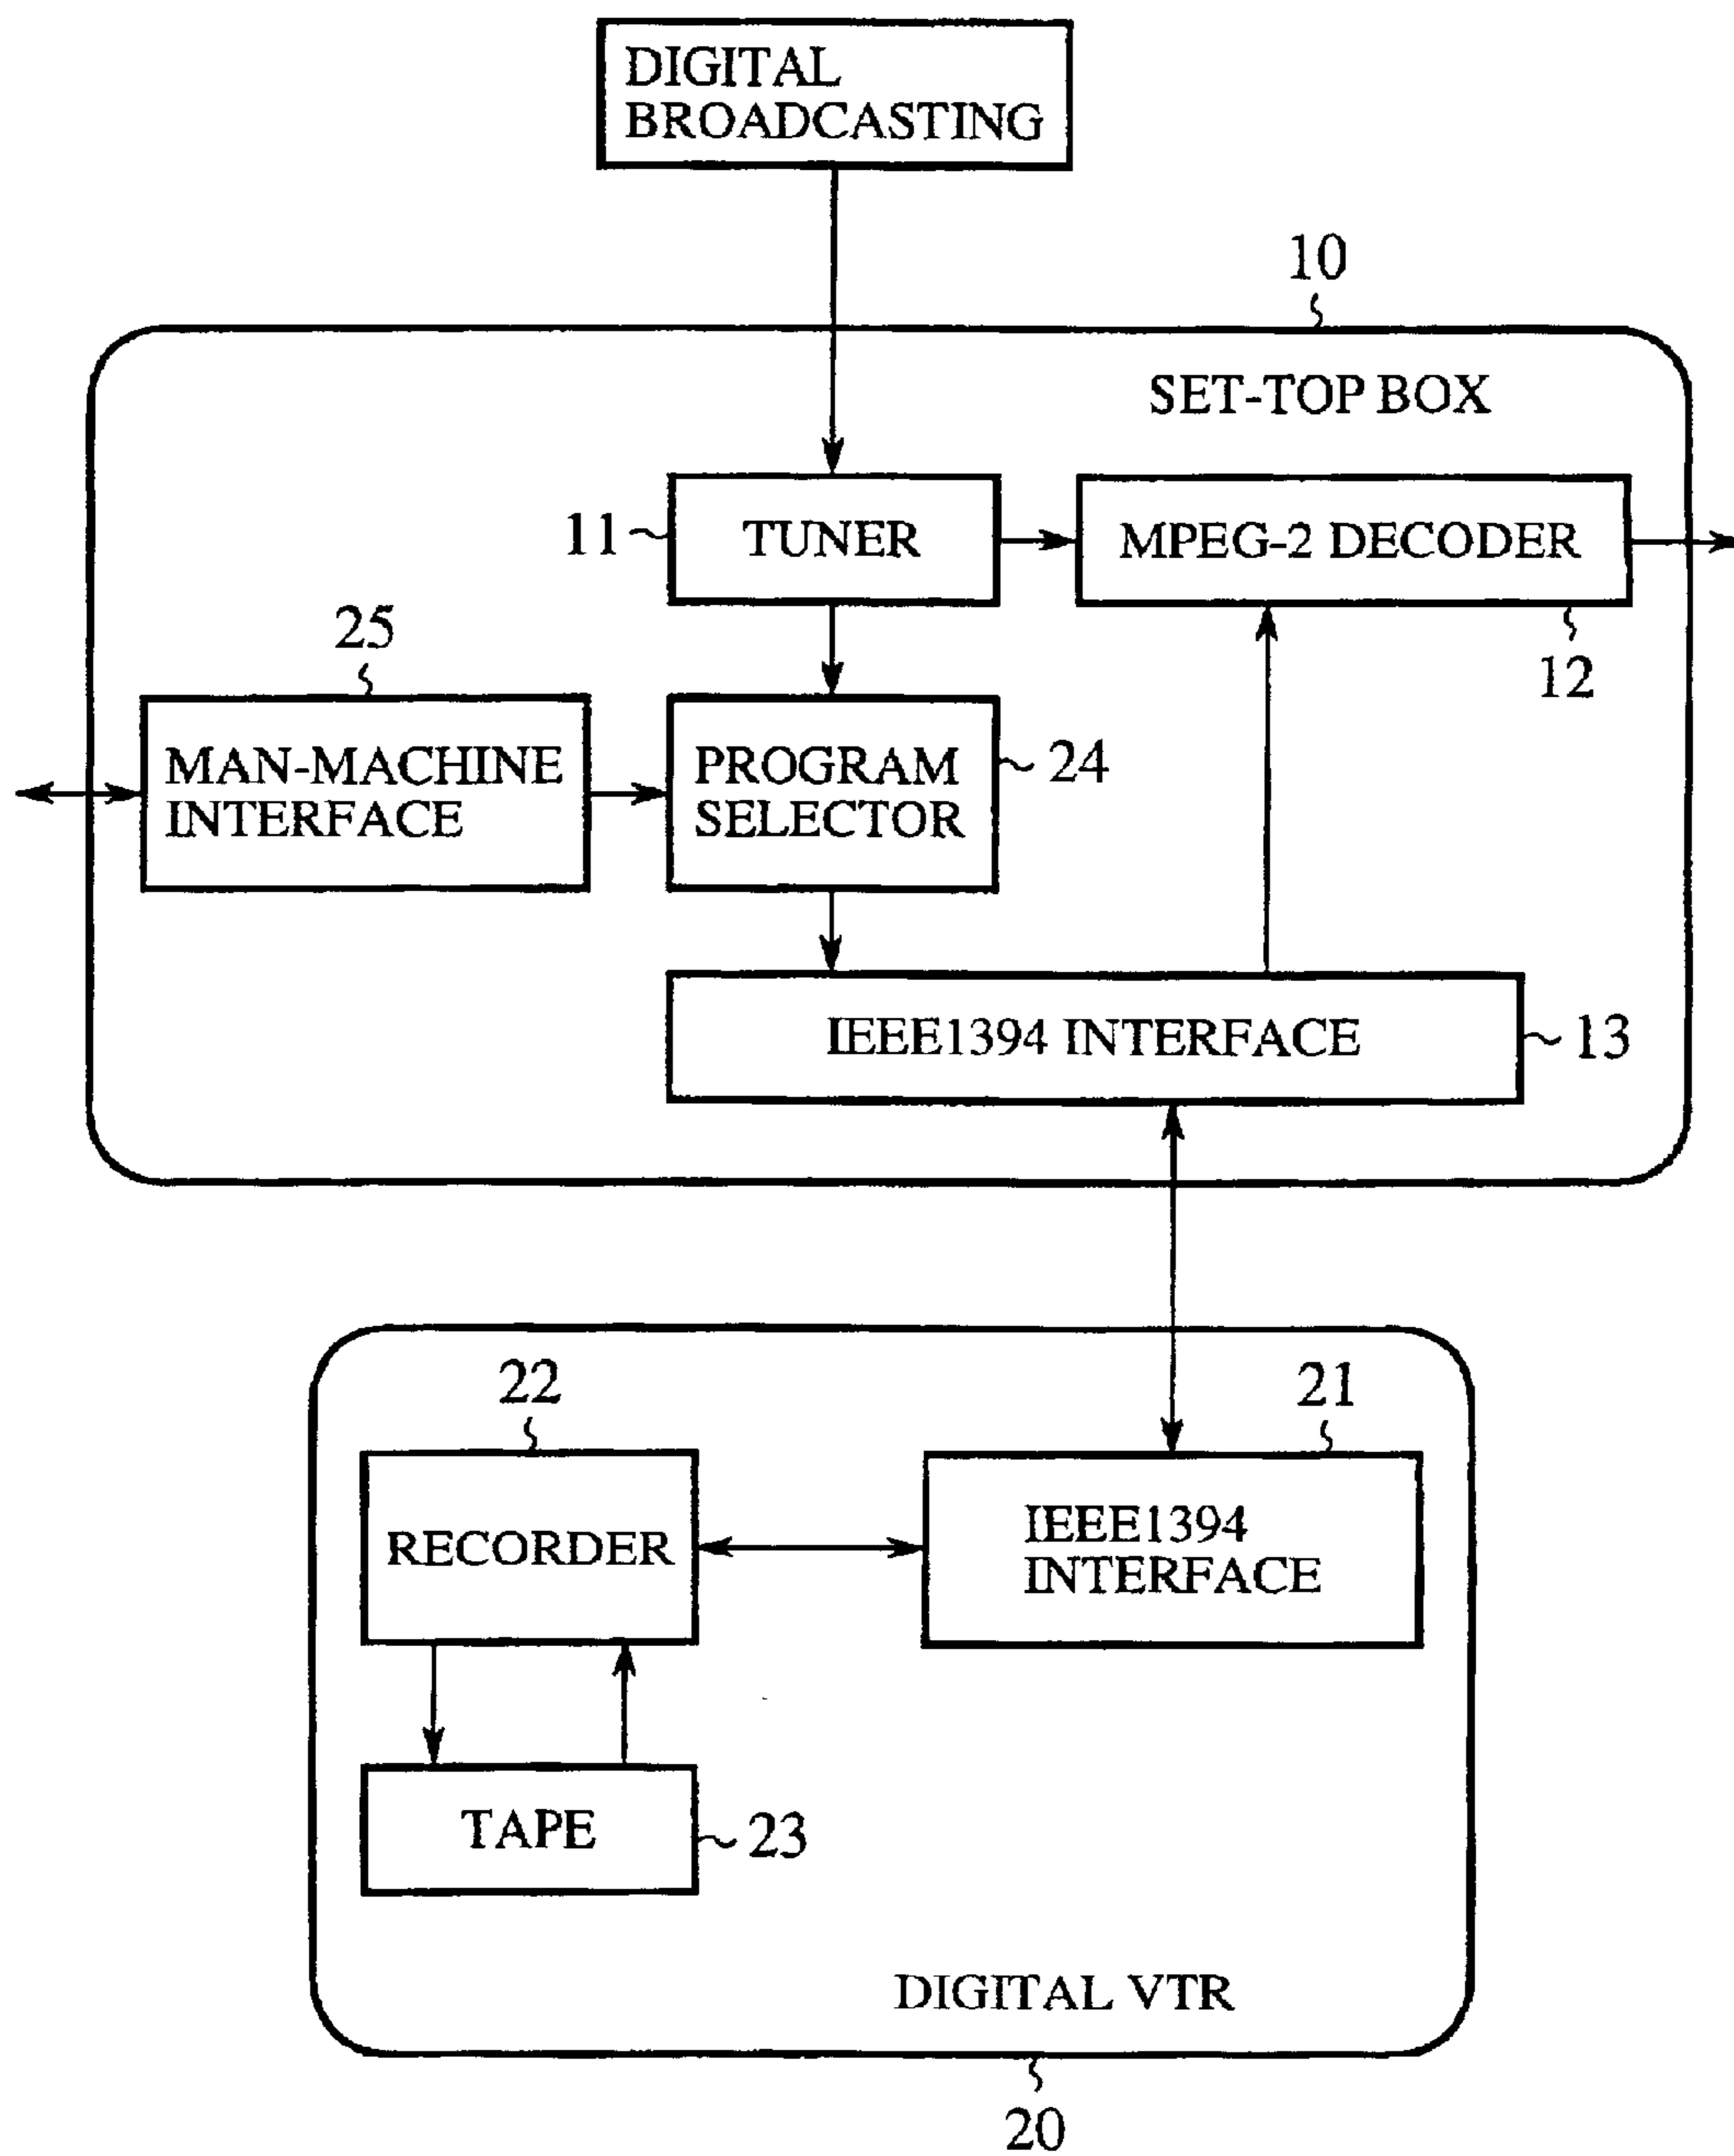 DIGITAL
BROADCASTING
10
SET-TOP BOX
11
TUNER
MPEG-2 DECODER
12
25
MAN-MACHINE
INTERFACE
PROGRAM
SELECTOR
24
IEEE1394 INTERFACE
13
22
21
RECORDER
IEEE1394
INTERFACE
TAPE
23
DIGITAL VTR
20